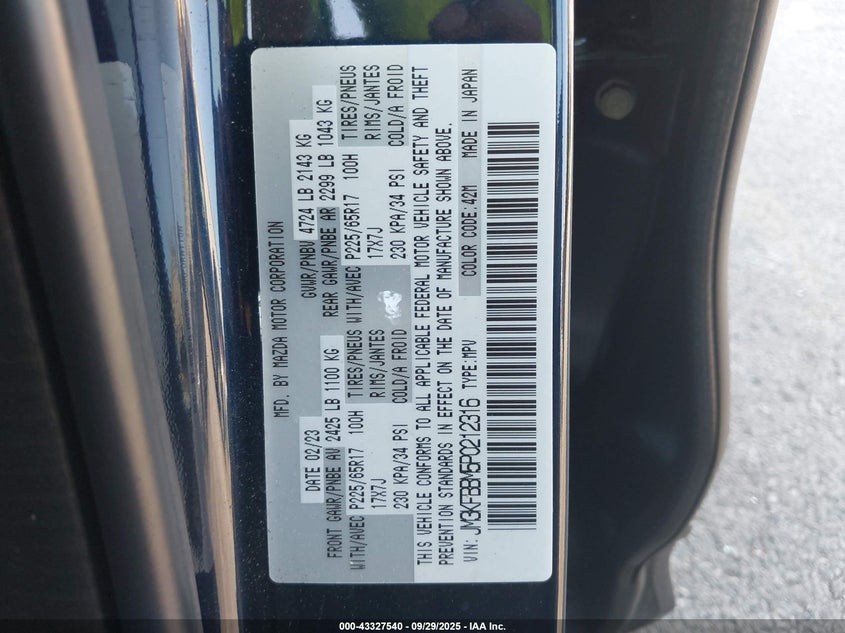 MFD. BY MAZDA MOTOR CORPORATION
DATE 02/23 GVWR/PNBV 4724 LB 2143 KG
FRONT GAWR/PNBE AV 2425 LB 1100 KG REAR GAWR/PNBE AR 2299 LB 1043 KG
WITH/AVEC P225/65R17 100H TIRES/PNEUS WITH/AVEC P225/65R17 100H TIRES/PNEUS
17X7J RIMS/JANTES 17X7J RIMS/JANTES
230 KPA/34 PSI COLD/A FROID 230 KPA/34 PSI COLD/A FROID
THIS VEHICLE CONFORMS TO ALL APPLICABLE FEDERAL MOTOR VEHICLE SAFETY AND THEFT
PREVENTION STANDARDS IN EFFECT ON THE DATE OF MANUFACTURE SHOWN ABOVE.
VIN: JM3KFBBM5P0212316 TYPE:MPV COLOR CODE:42M MADE IN JAPAN
000-43327540 - 09/29/2025 - IAA Inc.